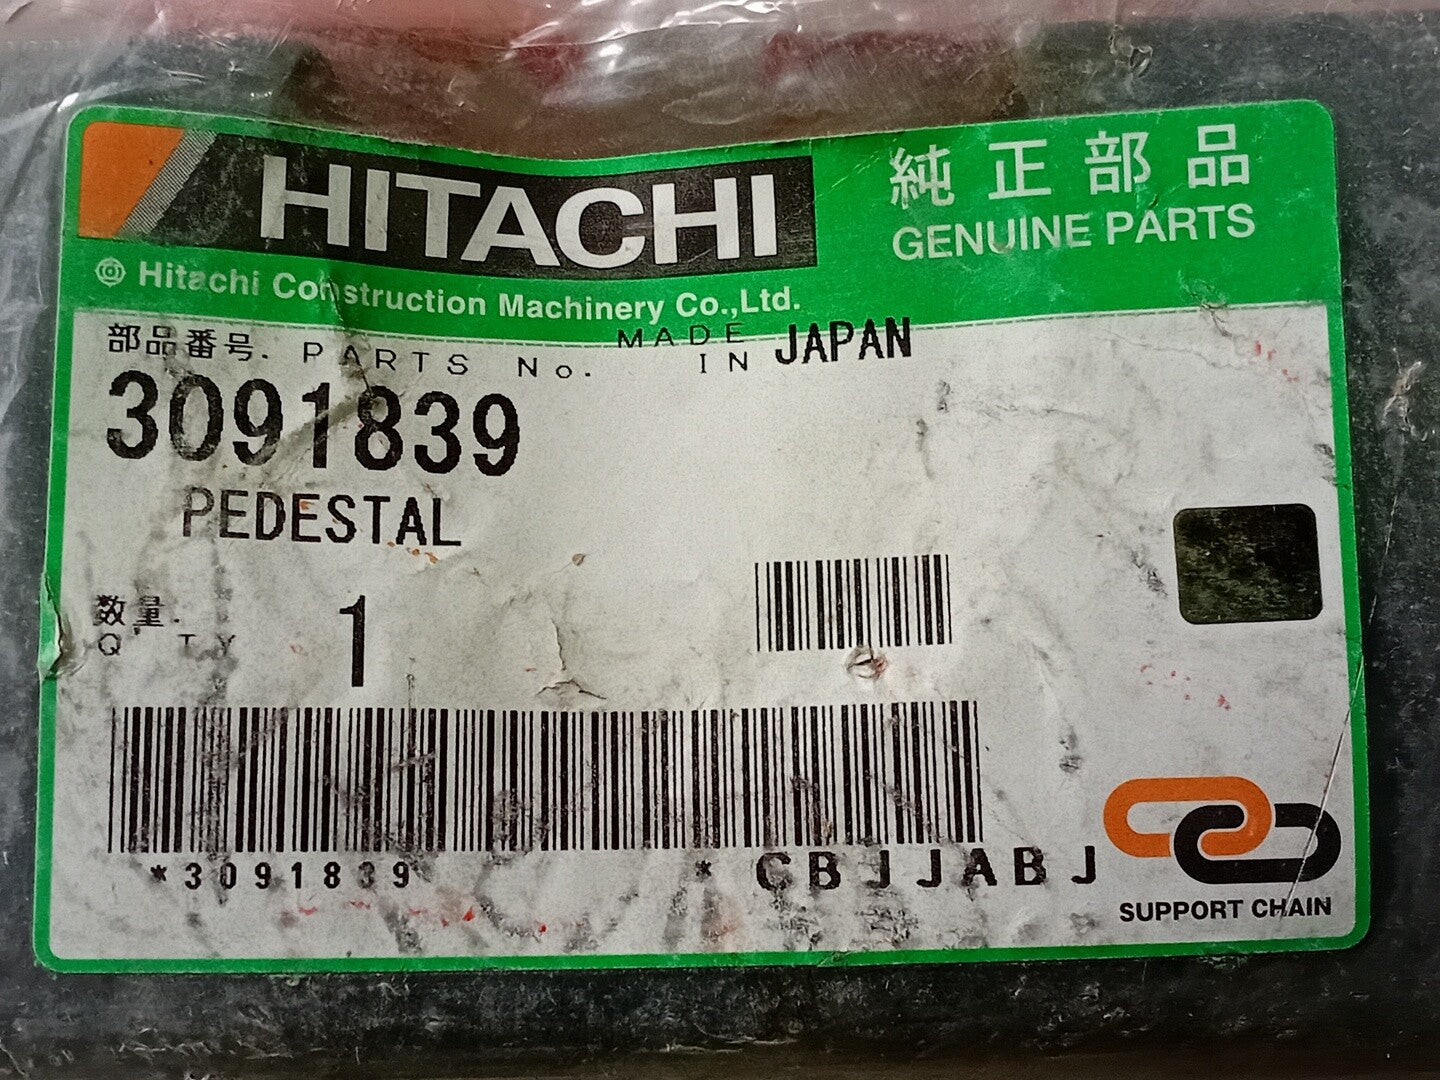 HITACHI
純正部品
GENUINE PARTS
Hitachi Construction Machinery Co.,Ltd.
部品番号. PARTS No.
MADE IN JAPAN
3091839
PEDESTAL
数量.
Q'TY
1
*3091839 * CBJJABJ
SUPPORT CHAIN